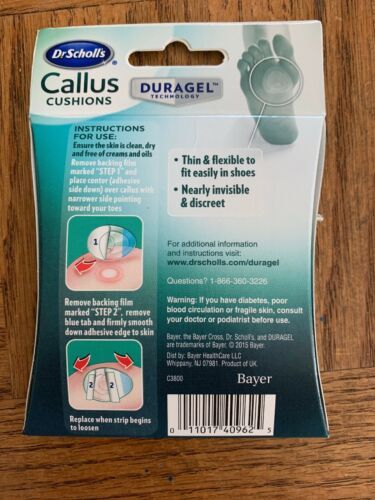 Dr.Scholl's®
Callus
CUSHIONS
DURAGEL™
TECHNOLOGY
INSTRUCTIONS
FOR USE:
Ensure the skin is clean, dry
and free of creams and oils
Remove backing film
marked "STEP 1" and
place center (adhesive
side down) over callus with
narrower side pointing
toward your toes
1
Remove backing film
marked "STEP 2", remove
blue tab and firmly smooth
down adhesive edge to skin
2 2
Replace when strip begins
to loosen
• Thin & flexible to
fit easily in shoes
• Nearly invisible
& discreet
For additional information
and instructions visit:
www.drscholls.com/duragel
Questions? 1-866-360-3226
Warning: If you have diabetes, poor
blood circulation or fragile skin, consult
your doctor or podiatrist before use.
Bayer, the Bayer Cross, Dr. Scholl's, and DURAGEL
are trademarks of Bayer. © 2015 Bayer.
Dist by: Bayer HealthCare LLC
Whippany, NJ 07981. Product of UK.
C3800
Bayer
0 11017 40962 5